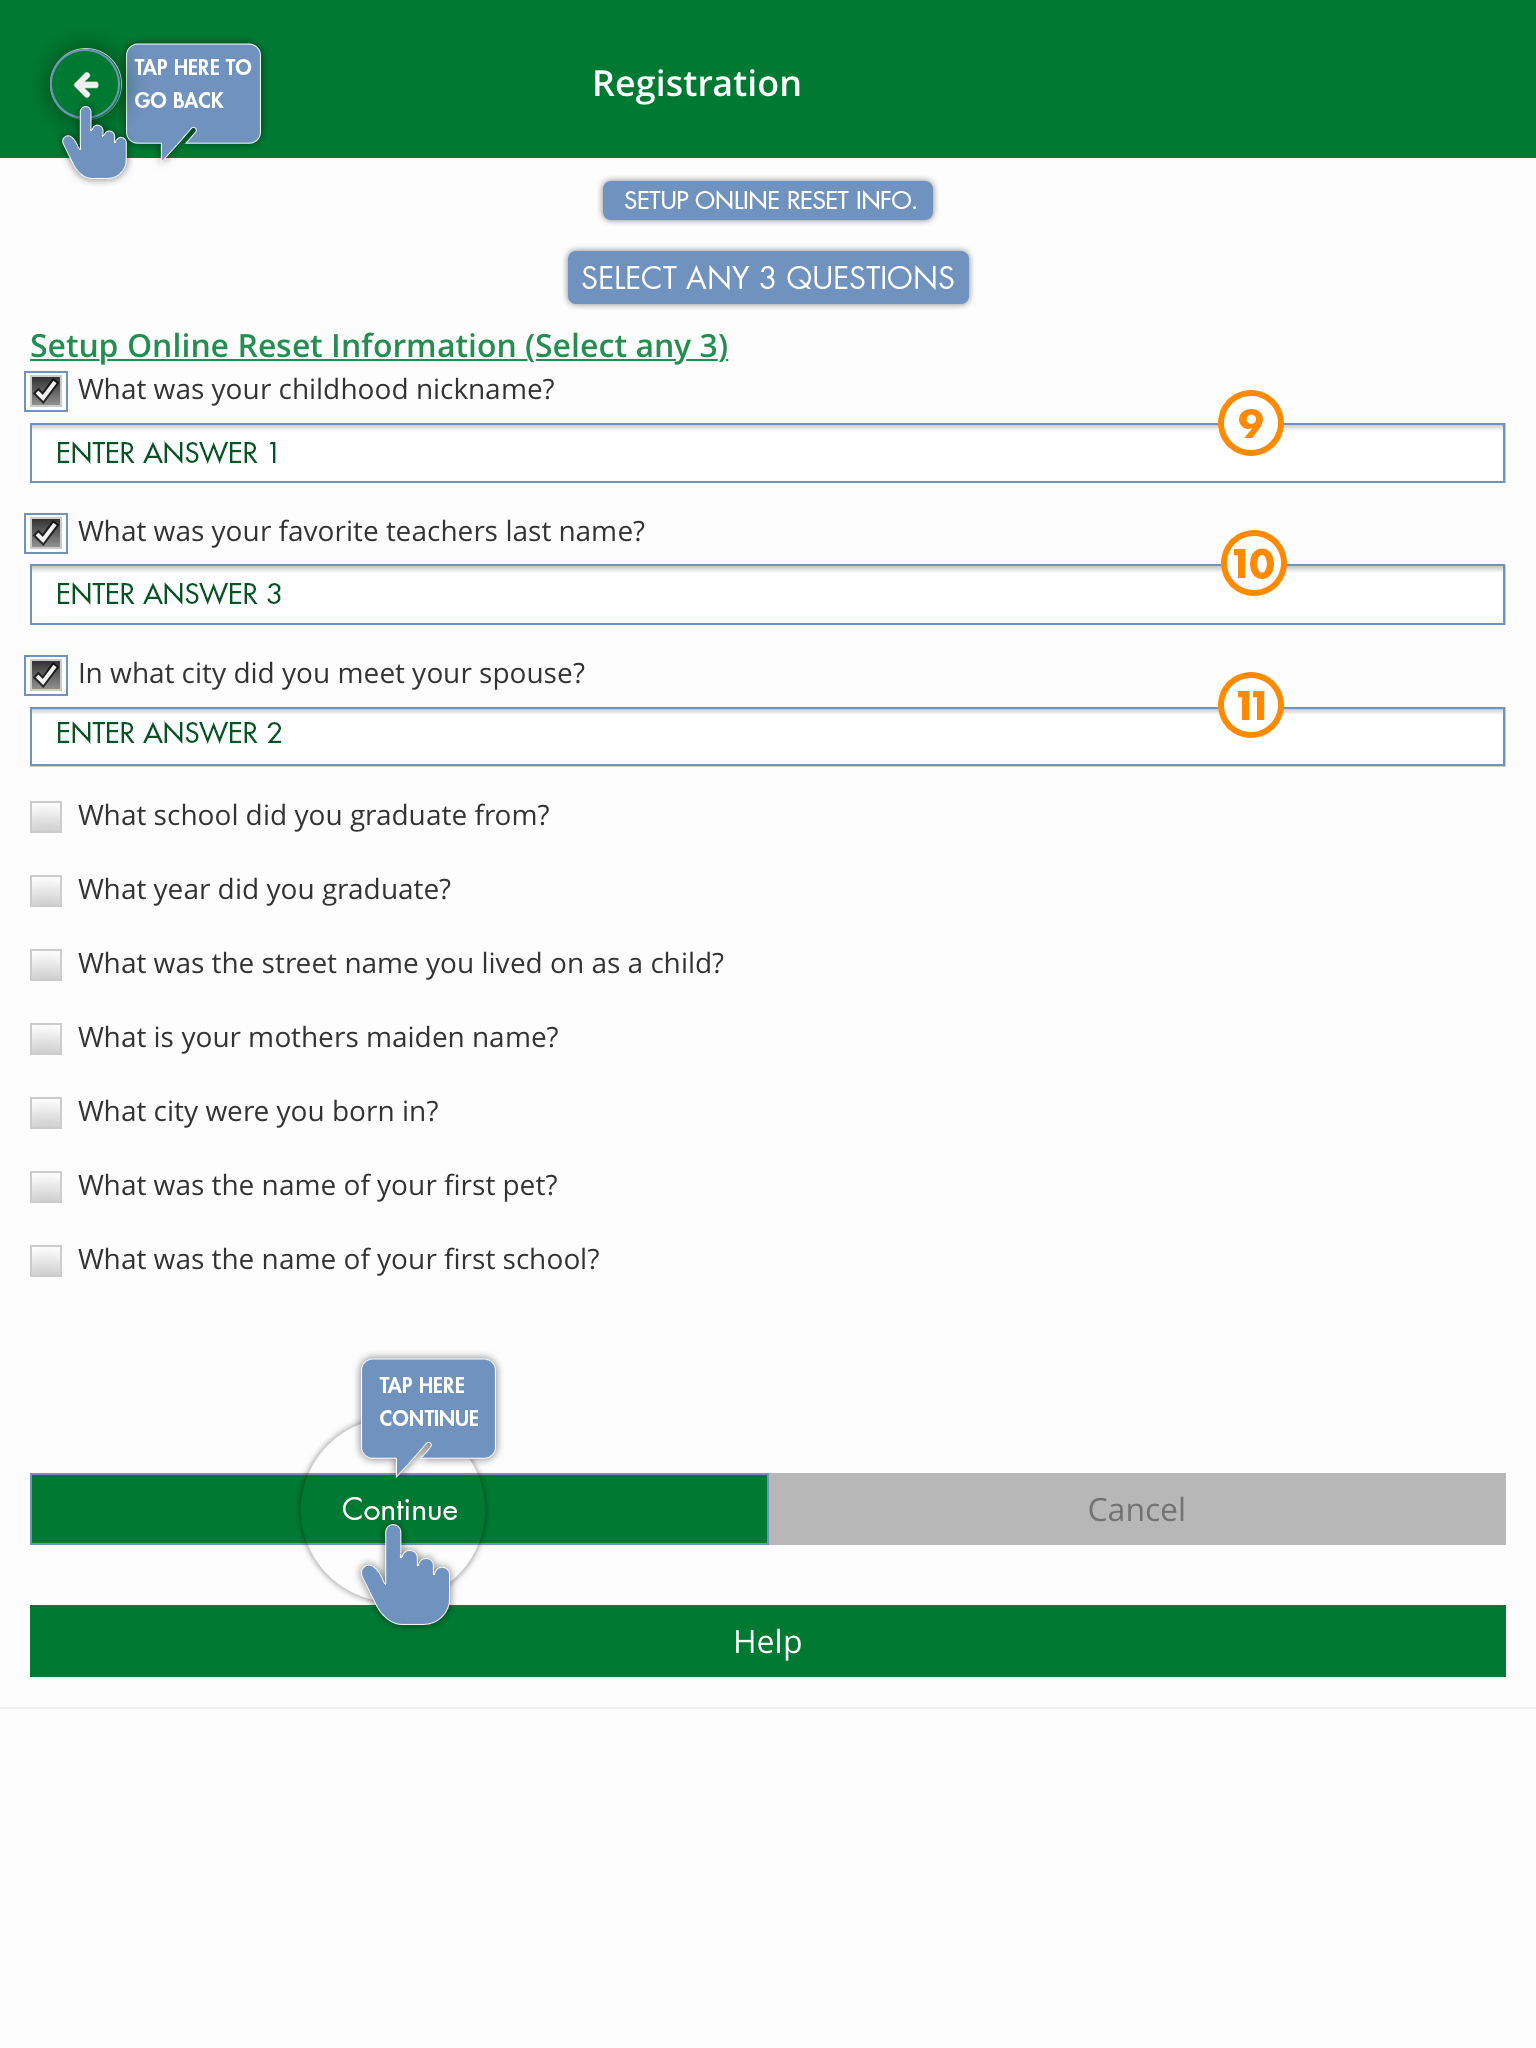 TAP HERE TO
GO BACK
Registration
SETUP ONLINE RESET INFO.
SELECT ANY 3 QUESTIONS
Setup Online Reset Information (Select any 3)
What was your childhood nickname?
9
ENTER ANSWER 1
What was your favorite teachers last name?
10
ENTER ANSWER 3
In what city did you meet your spouse?
11
ENTER ANSWER 2
What school did you graduate from?
What year did you graduate?
What was the street name you lived on as a child?
What is your mothers maiden name?
What city were you born in?
What was the name of your first pet?
What was the name of your first school?
TAP HERE
CONTINUE
Continue
Cancel
Help